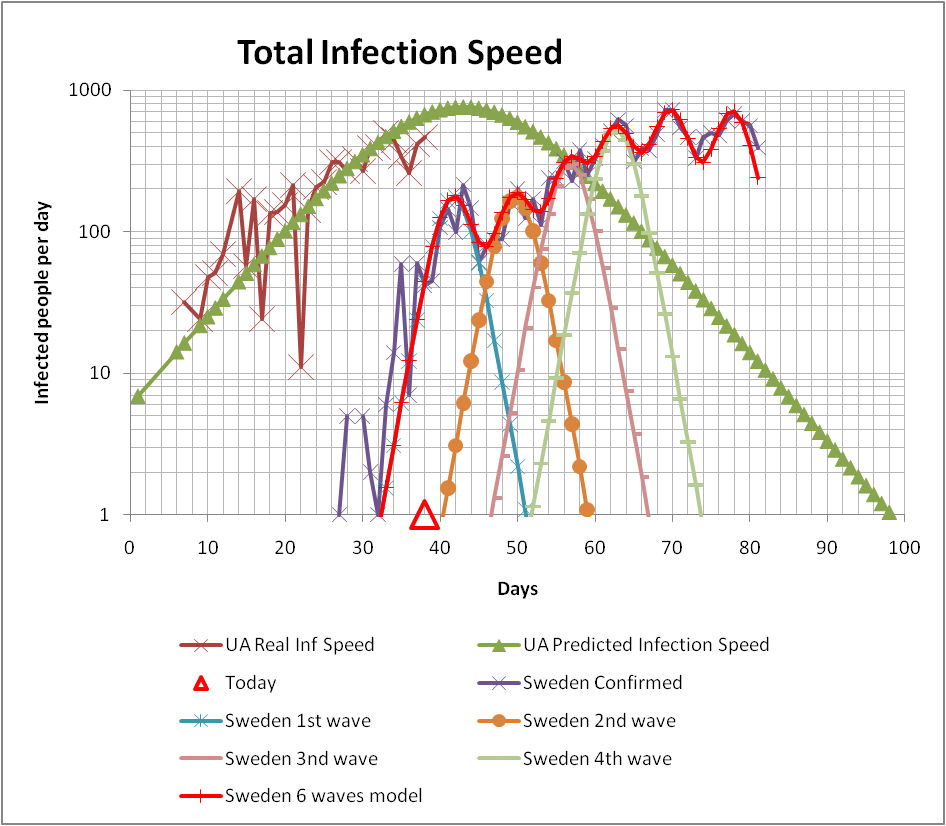 Total Infection Speed
1000
100
10
1
Infected people per day
0 10 20 30 40 50 60 70 80 90 100
Days
UA Real Inf Speed
UA Predicted Infection Speed
Today
Sweden Confirmed
Sweden 1st wave
Sweden 2nd wave
Sweden 3nd wave
Sweden 4th wave
Sweden 6 waves model